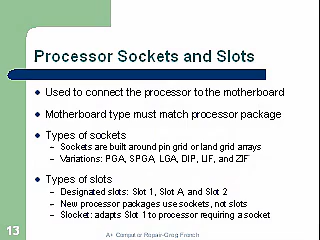 Processor Sockets and Slots
Used to connect the processor to the motherboard
Motherboard type must match processor package
Types of sockets
– Sockets are built around pin grid or land grid arrays
– Variations: PGA, SPGA, LGA, DIP, LIF, and ZIF
Types of slots
– Designated slots: Slot 1, Slot A, and Slot 2
– New processor packages use sockets, not slots
– Slocket: adapts Slot 1 to processor requiring a socket
13
A+ Computer Repair-Greg French